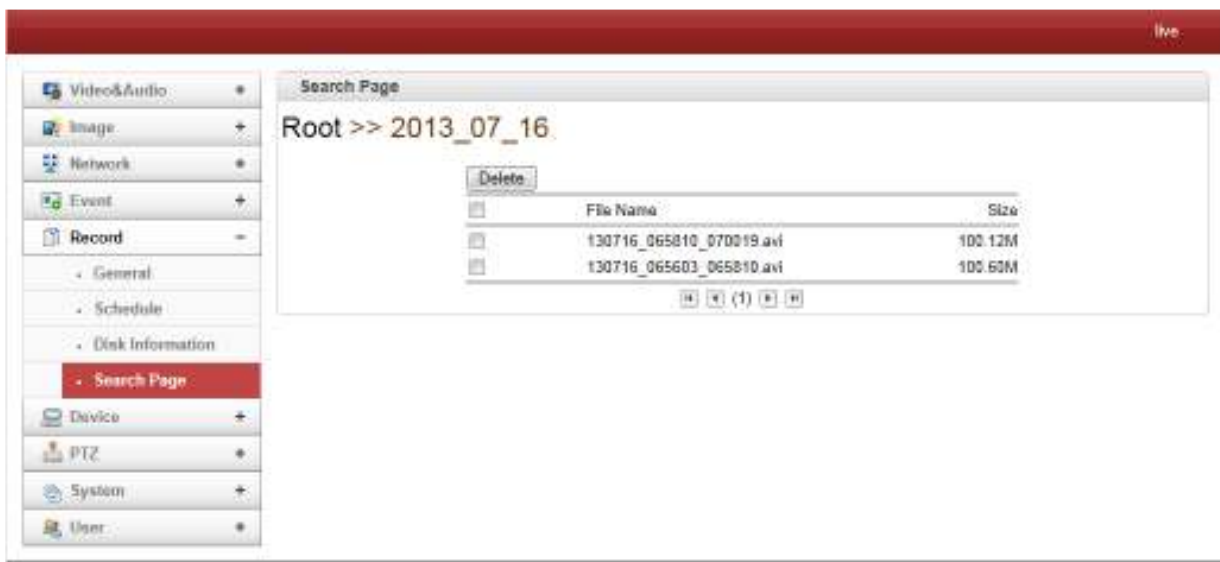 live
Video&Audio +
Image +
Network +
Event +
Record -
General
Schedule
Disk Information
Search Page
Device +
PTZ +
System +
User +
Search Page
Root >> 2013_07_16
Delete
File Name Size
130716_065810_070019.avi 100.12M
130716_065603_065810.avi 100.60M
(1)